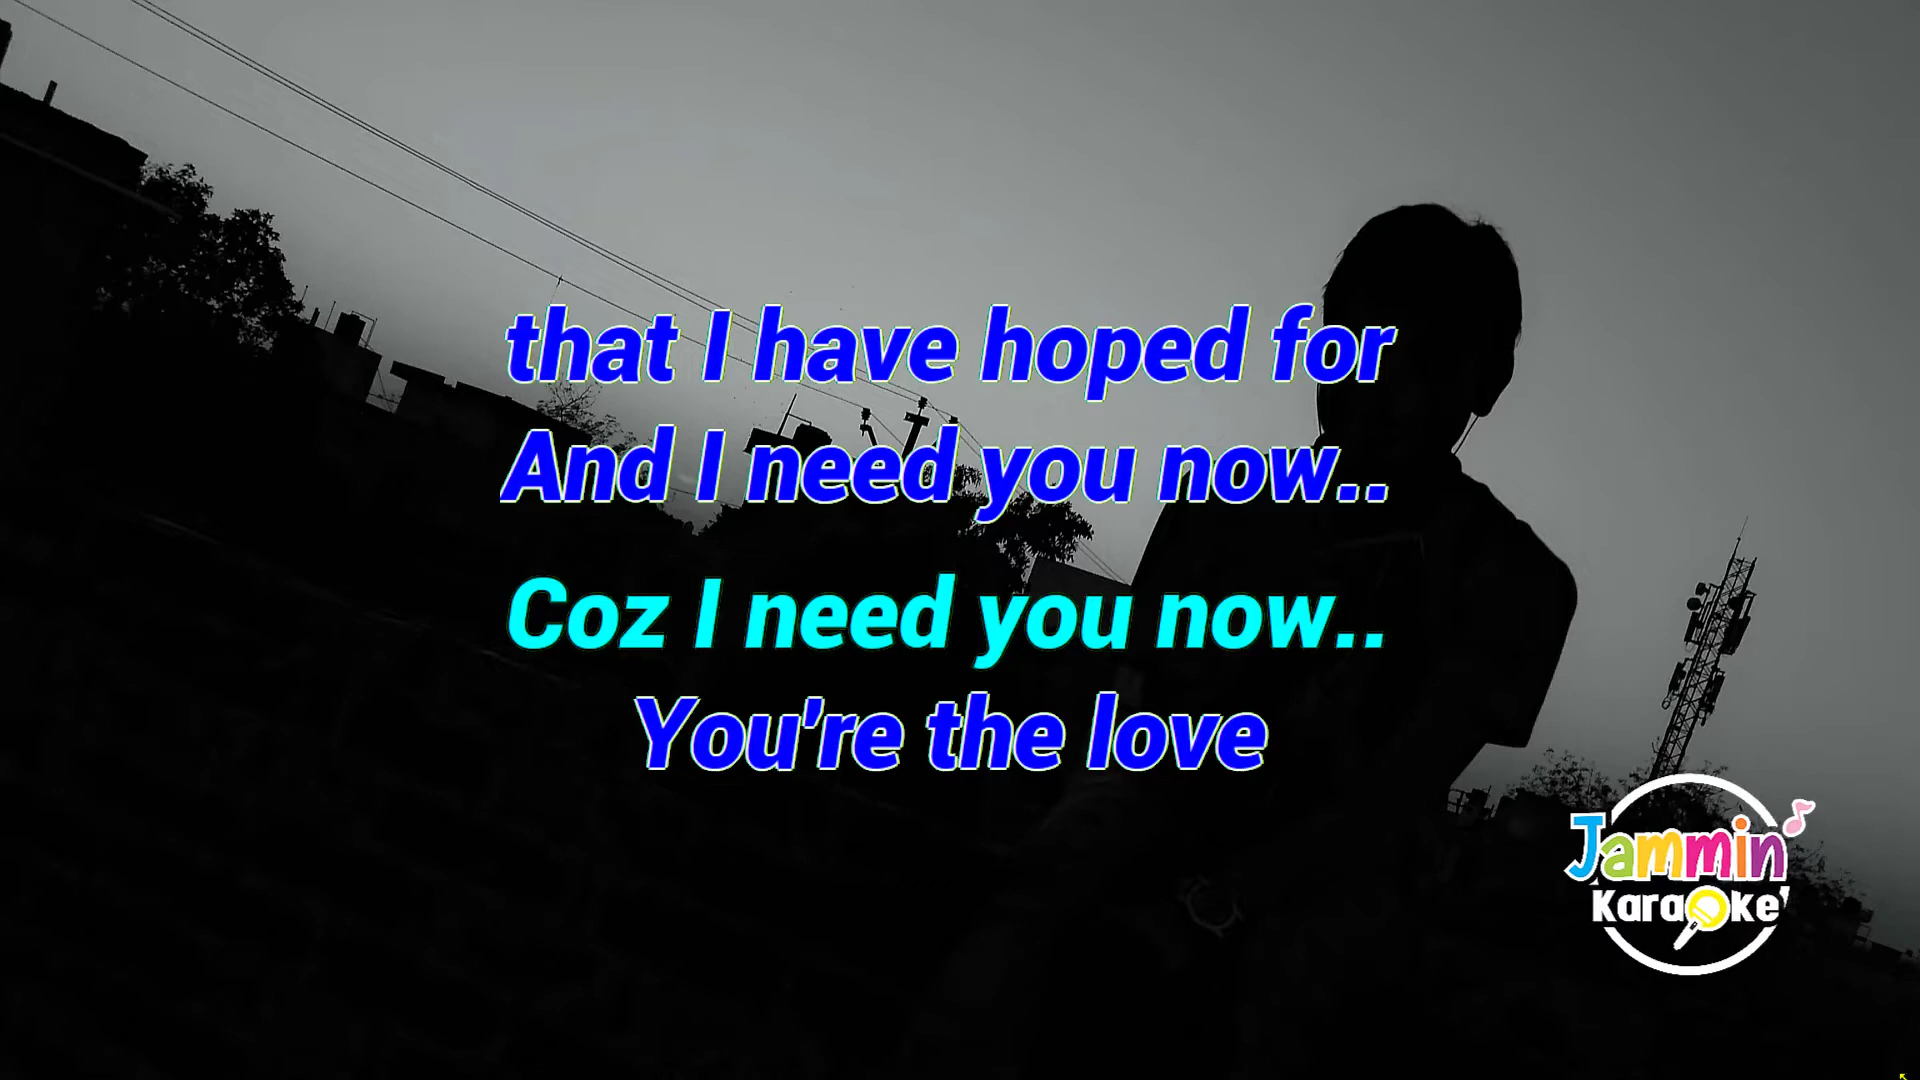 that I have hoped for
And I need you now..
Coz I need you now..
You're the love
Jammin'
Karaoke